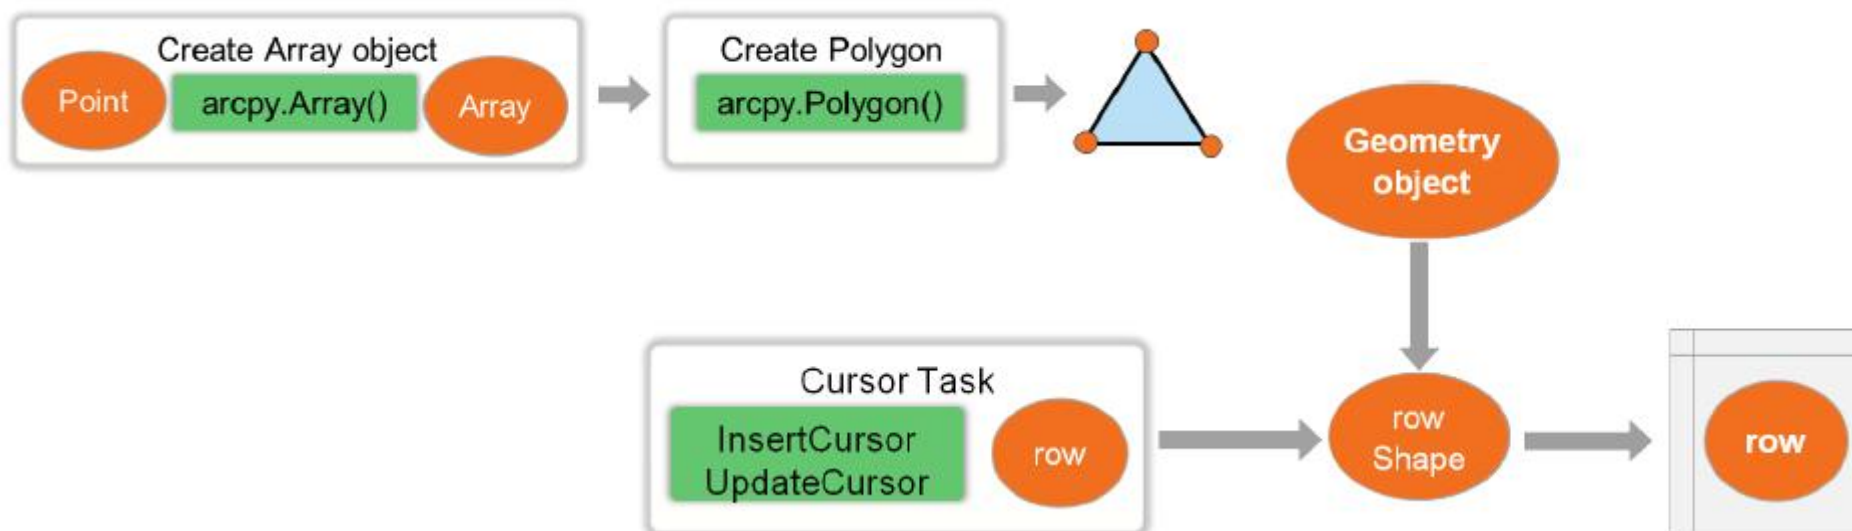 Create Array object
Point
arcpy.Array()
Array
Create Polygon
arcpy.Polygon()
Geometry
object
Cursor Task
InsertCursor
UpdateCursor
row
row
Shape
row